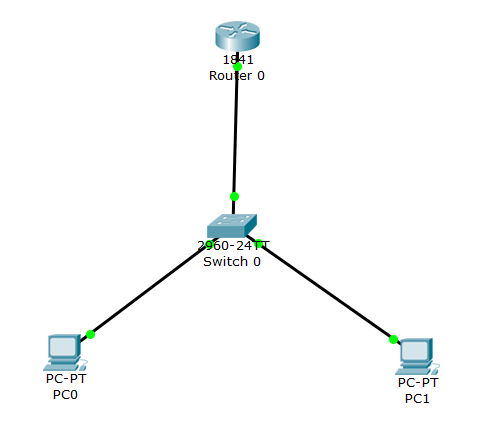 1841
Router 0
2960-24TT
Switch 0
PC-PT
PC0
PC-PT
PC1